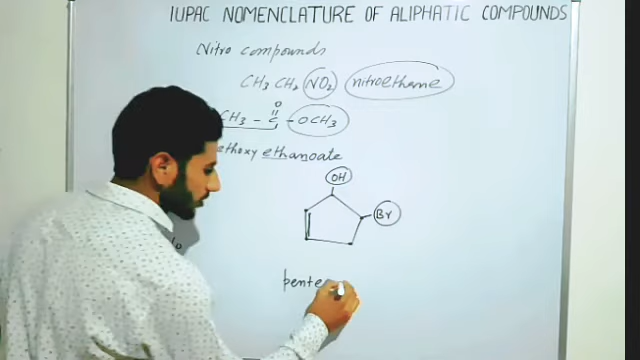 IUPAC NOMENCLATURE OF ALIPHATIC COMPOUNDS
Nitro compounds
CH3 CH2 NO2 nitroethane
CH3 – C – OCH3
O
ethoxy ethanoate
OH
Br
pente